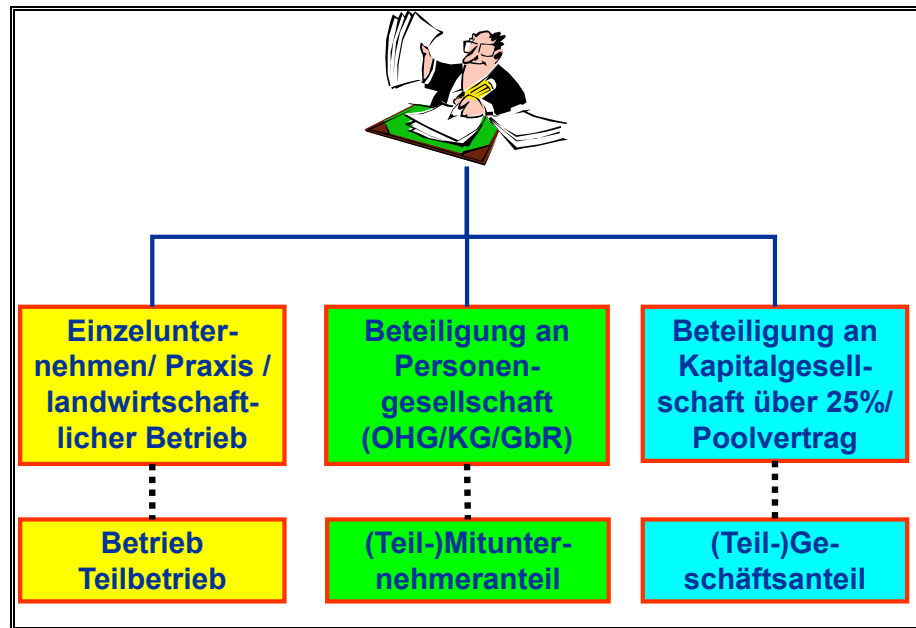 Einzelunter-
nehmen/ Praxis /
landwirtschaft-
licher Betrieb
Beteiligung an
Personen-
gesellschaft
(OHG/KG/GbR)
Beteiligung an
Kapitalgesell-
schaft über 25%/
Poolvertrag
Betrieb
Teilbetrieb
(Teil-)Mitunter-
nehmeranteil
(Teil-)Ge-
schäftsanteil